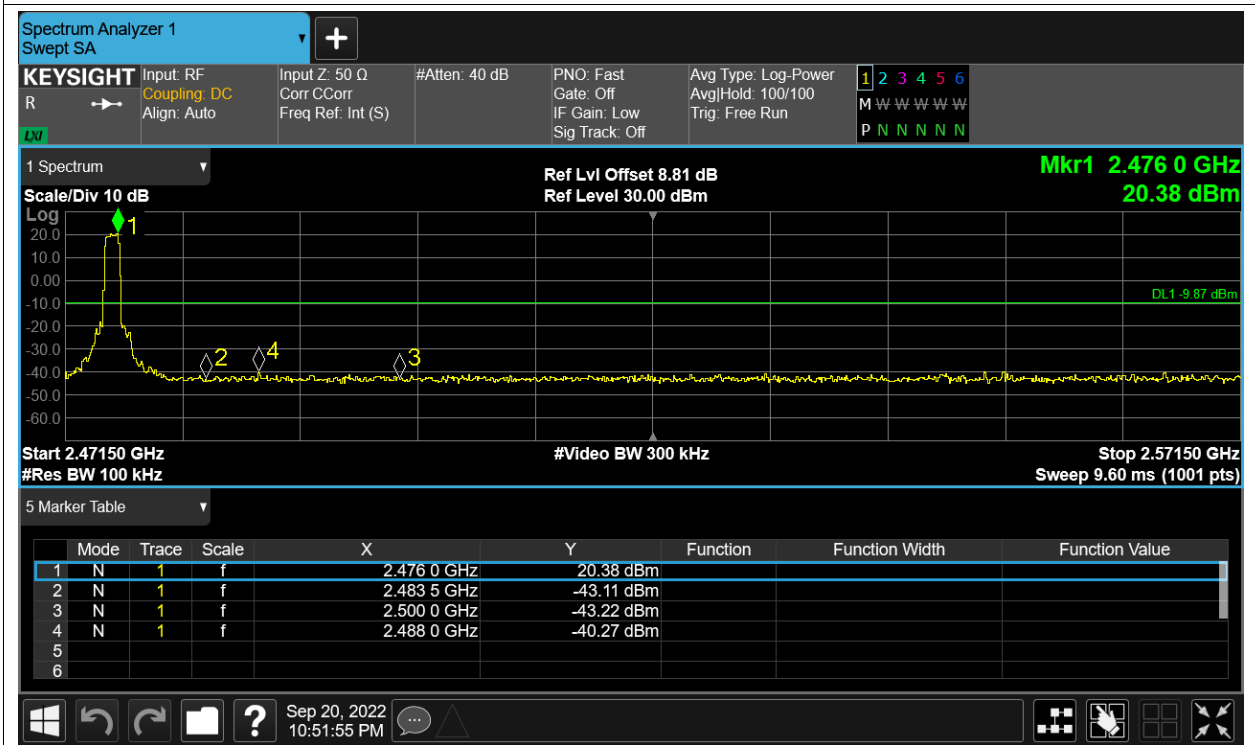 Spectrum Analyzer 1
Swept SA
KEYSIGHT
R
LXI
Input: RF
Coupling: DC
Align: Auto
Input Z: 50 Ω
Corr CCorr
Freq Ref: Int (S)
#Atten: 40 dB
PNO: Fast
Gate: Off
IF Gain: Low
Sig Track: Off
Avg Type: Log-Power
Avg|Hold: 100/100
Trig: Free Run
1 2 3 4 5 6
M W W W W W
P N N N N N
1 Spectrum
Scale/Div 10 dB
Ref Lvl Offset 8.81 dB
Ref Level 30.00 dBm
Mkr1 2.476 0 GHz
20.38 dBm
Log
20.0
10.0
0.00
-10.0
-20.0
-30.0
-40.0
-50.0
-60.0
1
2
4
3
DL1 -9.87 dBm
Start 2.47150 GHz
#Video BW 300 kHz
Stop 2.57150 GHz
#Res BW 100 kHz
Sweep 9.60 ms (1001 pts)
5 Marker Table
Mode Trace Scale X Y Function Function Width Function Value
1 N 1 f 2.476 0 GHz 20.38 dBm
2 N 1 f 2.483 5 GHz -43.11 dBm
3 N 1 f 2.500 0 GHz -43.22 dBm
4 N 1 f 2.488 0 GHz -40.27 dBm
5
6
?
Sep 20, 2022
10:51:55 PM